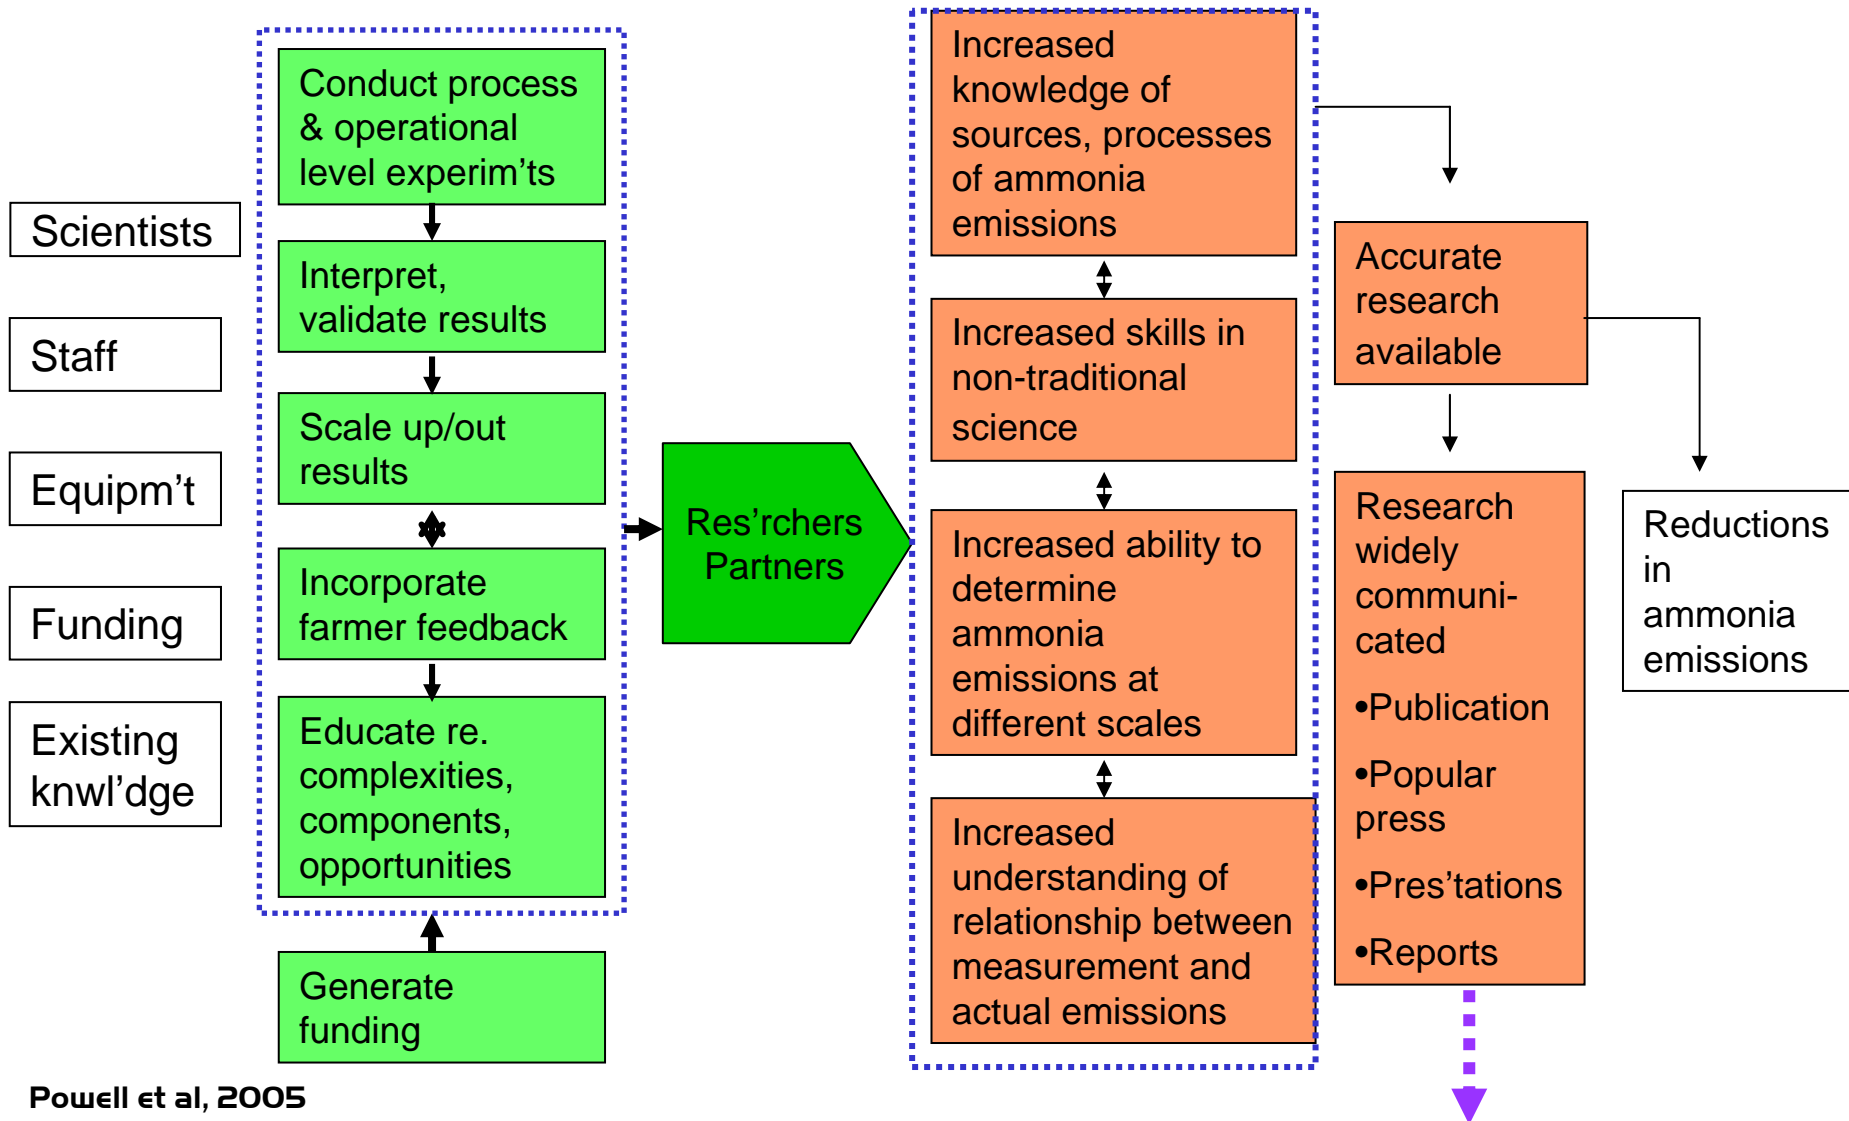 Scientists
Staff
Equipm't
Funding
Existing
knwl'dge
Conduct process
& operational
level experim'ts
Interpret,
validate results
Scale up/out
results
Incorporate
farmer feedback
Educate re.
complexities,
components,
opportunities
Generate
funding
Res'rchers
Partners
Increased
knowledge of
sources, processes
of ammonia
emissions
Increased skills in
non-traditional
science
Increased ability to
determine
ammonia
emissions at
different scales
Increased
understanding of
relationship between
measurement and
actual emissions
Accurate
research
available
Research
widely
communi-
cated
•Publication
•Popular
press
•Pres'tations
•Reports
Reductions
in
ammonia
emissions
Powell et al, 2005